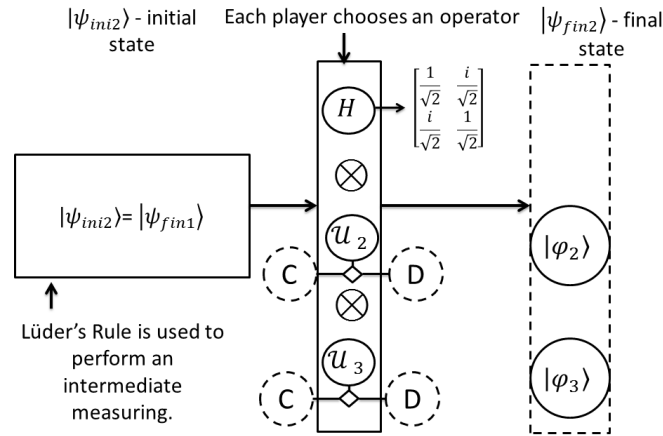 |ψini2⟩ - initial
state
Each player chooses an operator
|ψfin2⟩ - final
state
H
[1/√2 i/√2
i/√2 1/√2]
⊗
|ψini2⟩= |ψfin1⟩
𝒰2
C
D
⊗
|φ2⟩
Lüder’s Rule is used to
perform an
intermediate
measuring.
𝒰3
C
D
|φ3⟩